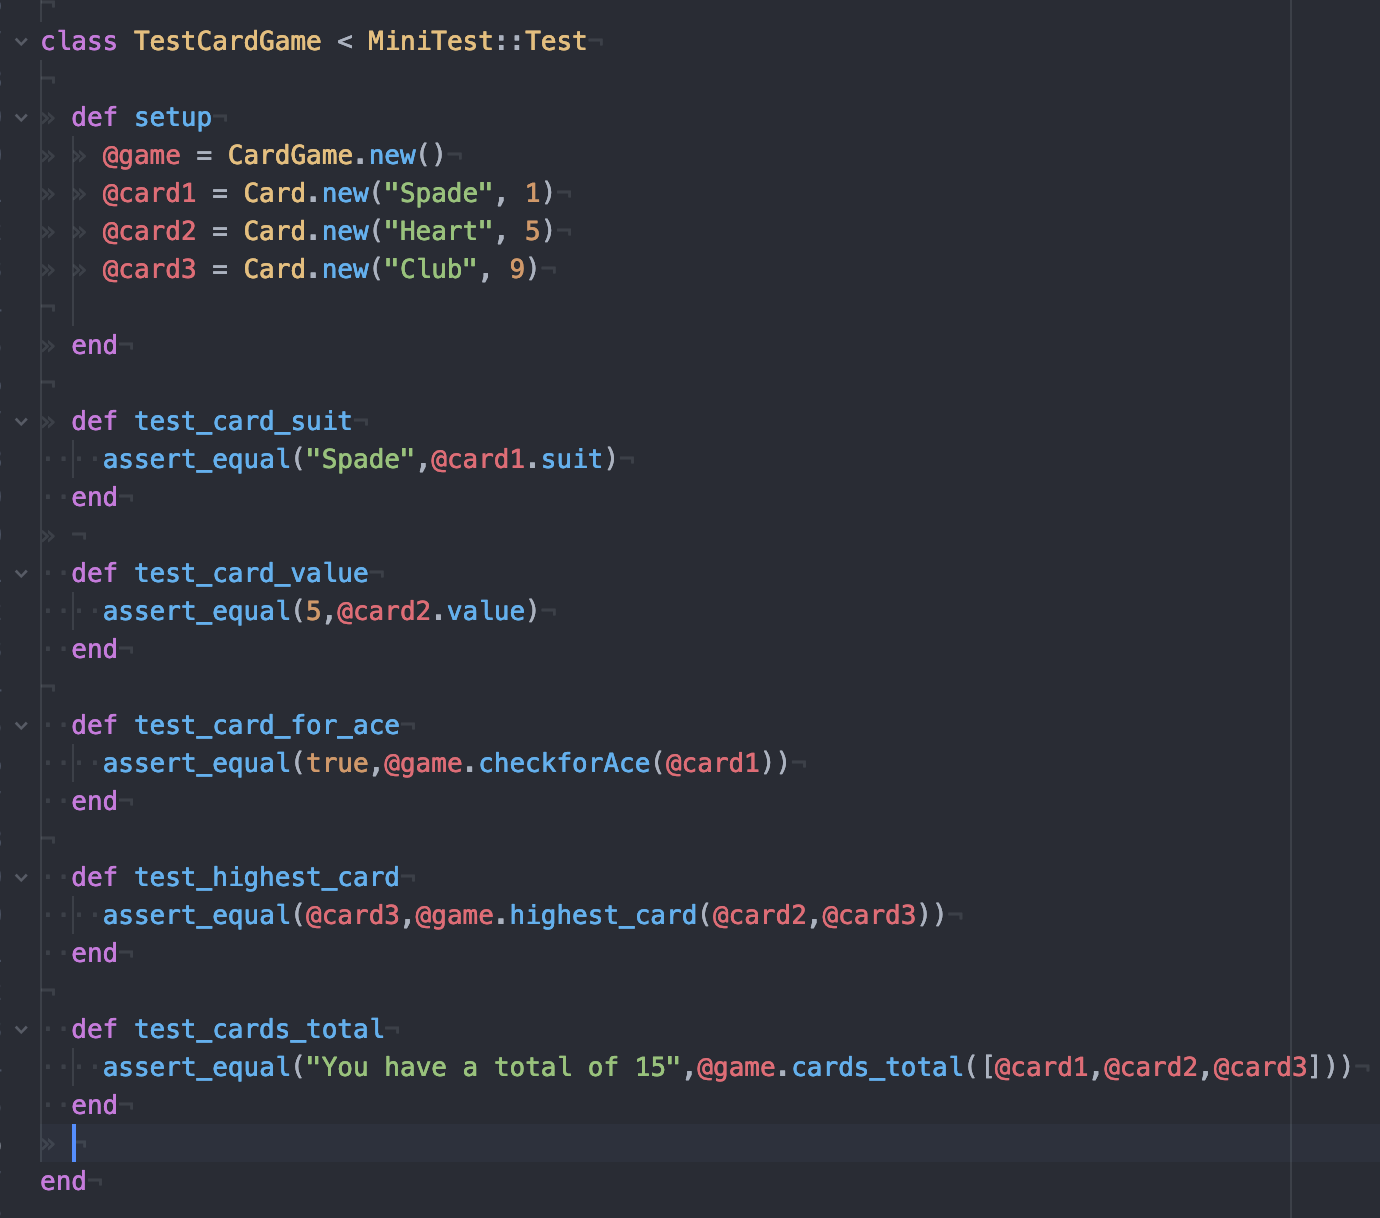 class TestCardGame < MiniTest::Test
def setup
@game = CardGame.new()
@card1 = Card.new("Spade", 1)
@card2 = Card.new("Heart", 5)
@card3 = Card.new("Club", 9)
end
def test_card_suit
assert_equal("Spade",@card1.suit)
end
def test_card_value
assert_equal(5,@card2.value)
end
def test_card_for_ace
assert_equal(true,@game.checkforAce(@card1))
end
def test_highest_card
assert_equal(@card3,@game.highest_card(@card2,@card3))
end
def test_cards_total
assert_equal("You have a total of 15",@game.cards_total([@card1,@card2,@card3]))
end
end